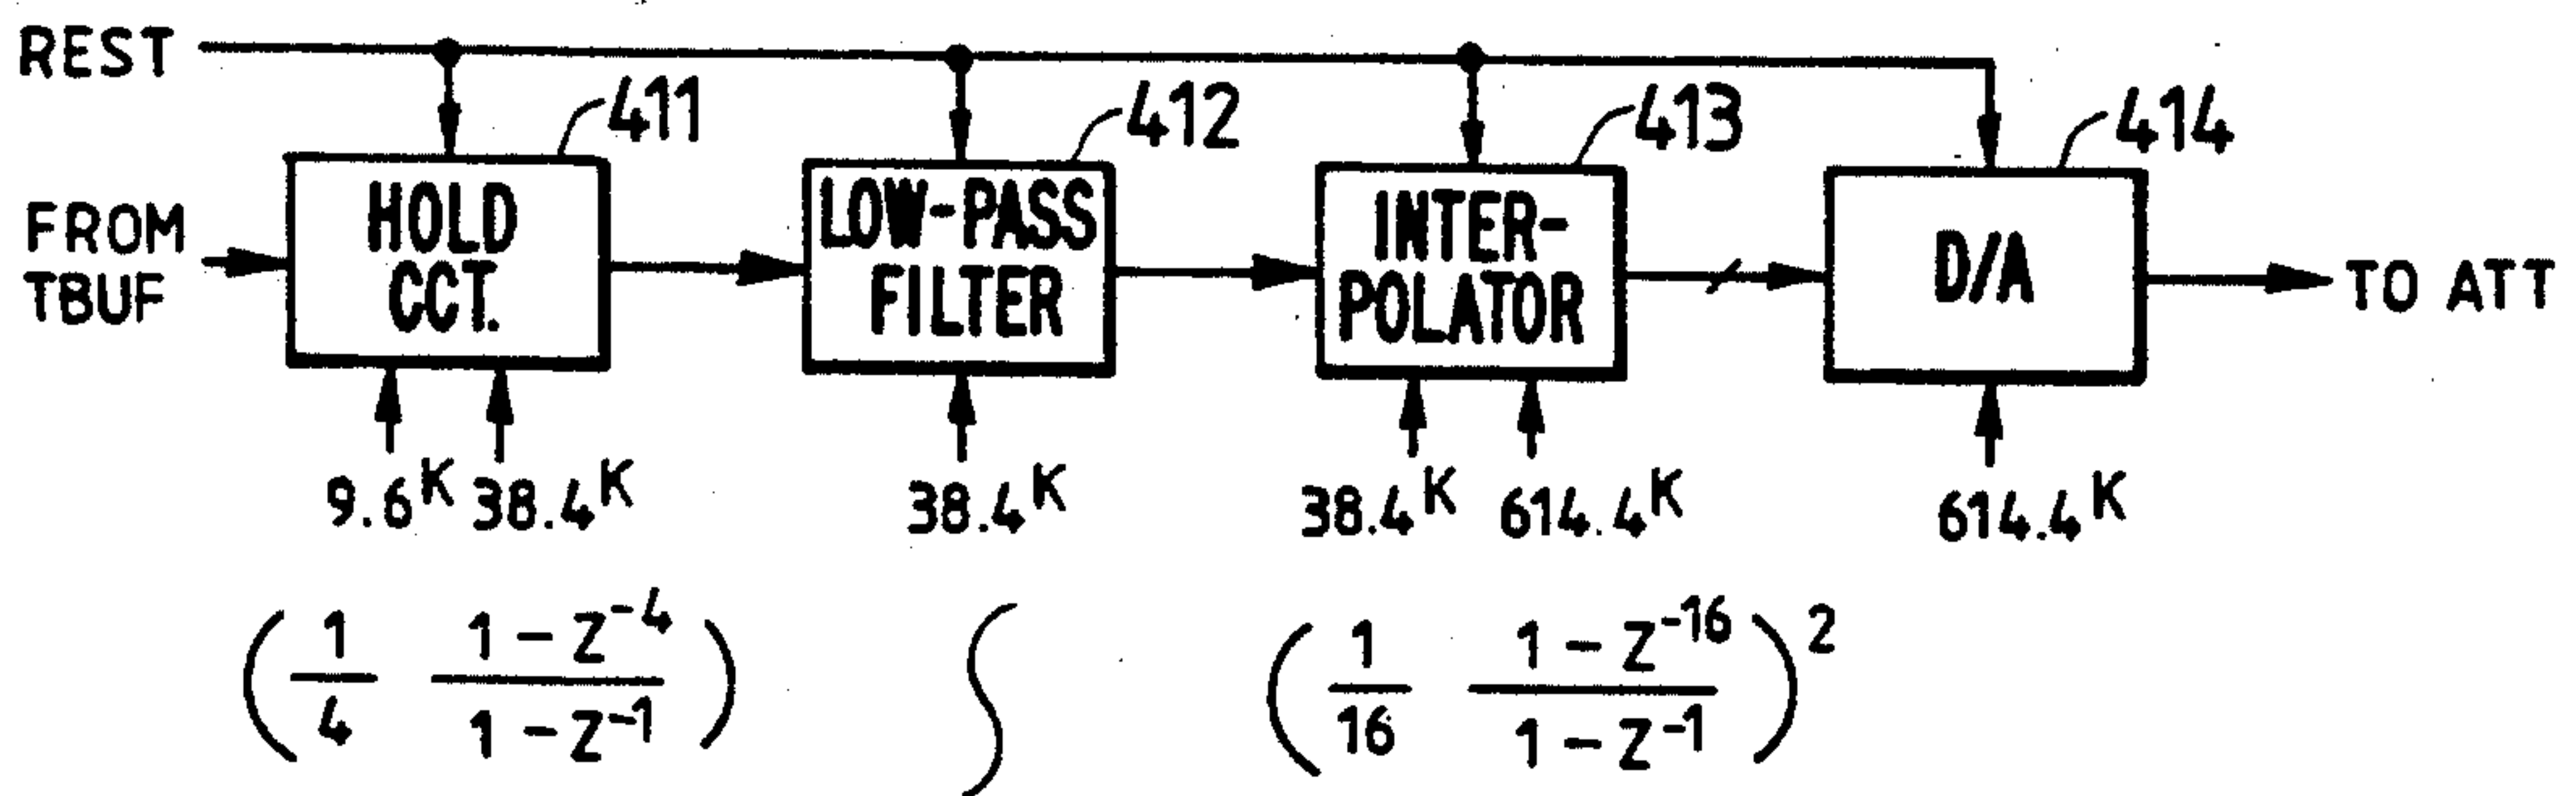 REST
411
412
413
414
FROM
TBUF
HOLD
CCT.
LOW-PASS
FILTER
INTER-
POLATOR
D/A
TO ATT
9.6K
38.4K
38.4K
38.4K
614.4K
614.4K
(1/4 (1-Z^-4)/(1-Z^-1))
(1/16 (1-Z^-16)/(1-Z^-1))^2